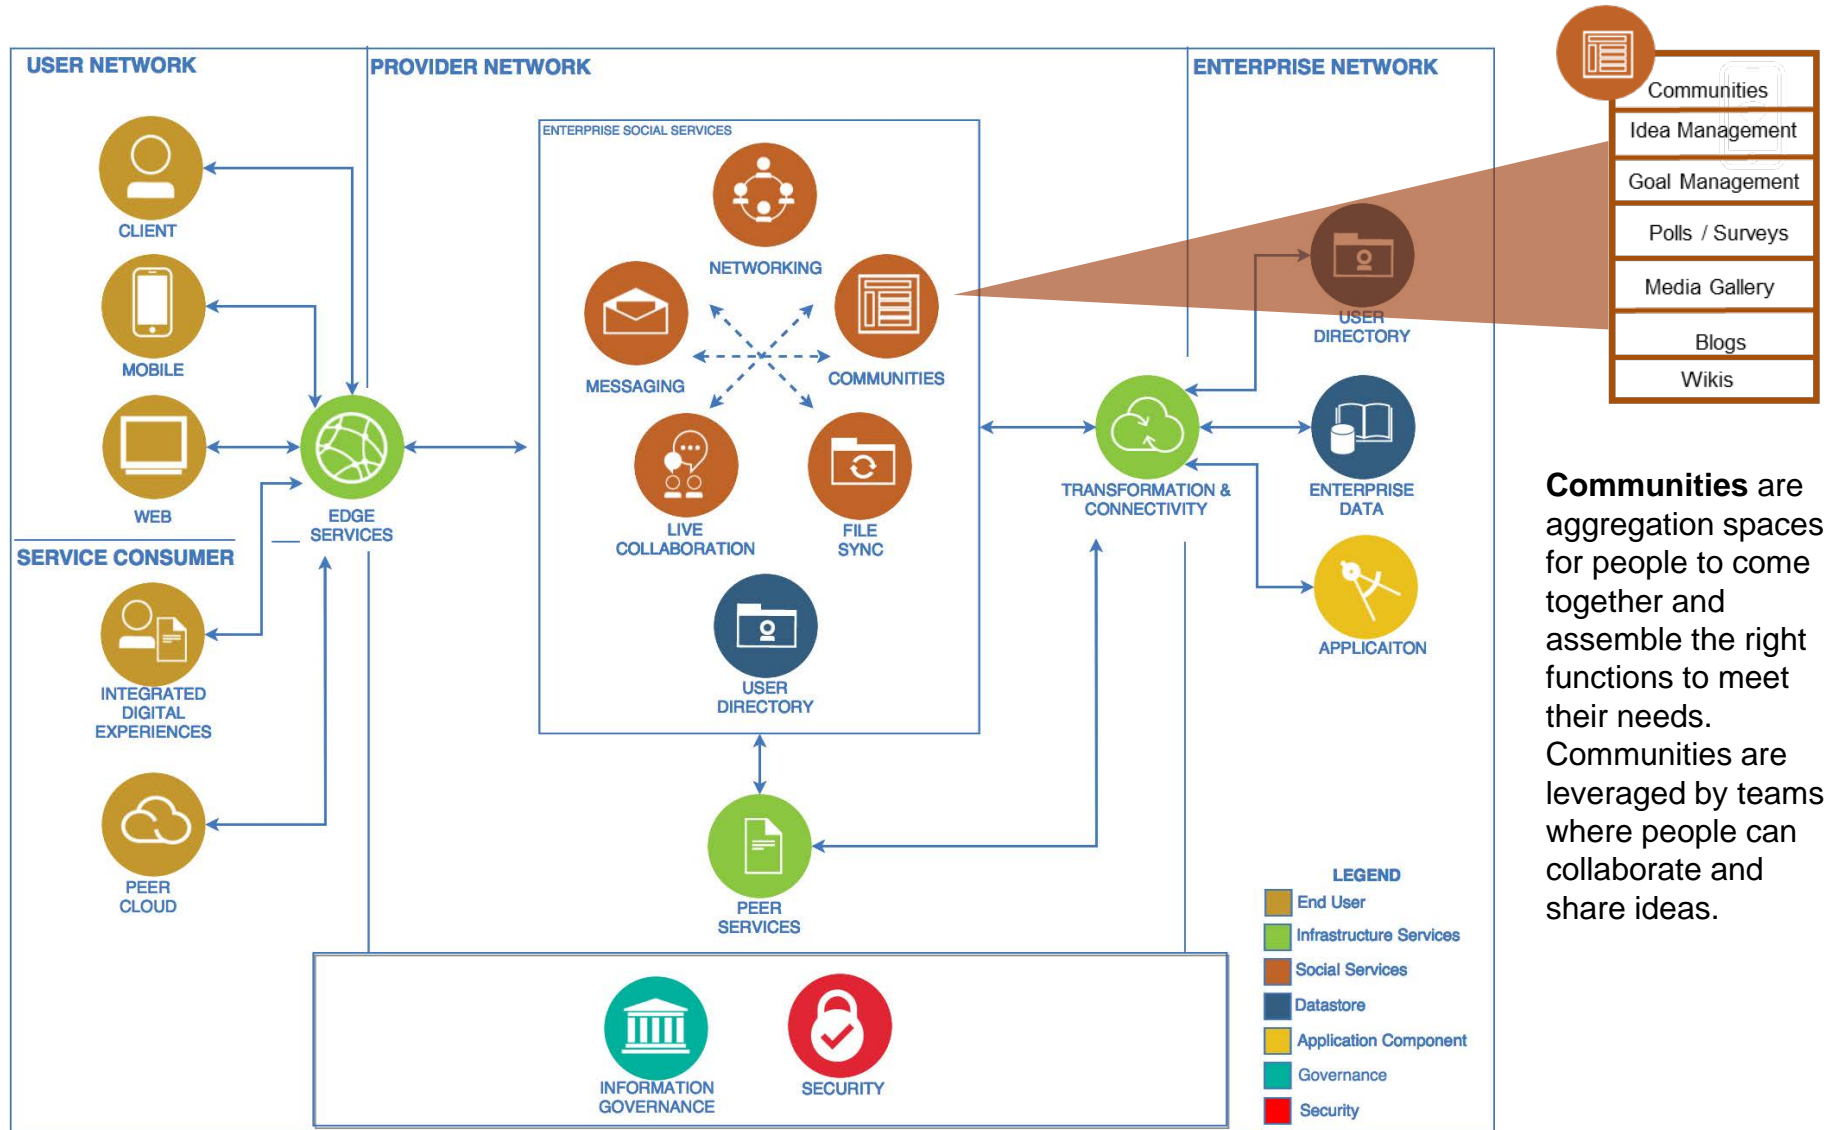 USER NETWORK
PROVIDER NETWORK
ENTERPRISE NETWORK
CLIENT
MOBILE
WEB
EDGE
SERVICES
SERVICE CONSUMER
INTEGRATED
DIGITAL
EXPERIENCES
PEER
CLOUD
ENTERPRISE SOCIAL SERVICES
NETWORKING
MESSAGING
COMMUNITIES
LIVE
COLLABORATION
FILE
SYNC
USER
DIRECTORY
PEER
SERVICES
TRANSFORMATION &
CONNECTIVITY
USER
DIRECTORY
ENTERPRISE
DATA
APPLICAITON
INFORMATION
GOVERNANCE
SECURITY
LEGEND
End User
Infrastructure Services
Social Services
Datastore
Application Component
Governance
Security
Communities
Idea Management
Goal Management
Polls / Surveys
Media Gallery
Blogs
Wikis
Communities are
aggregation spaces
for people to come
together and
assemble the right
functions to meet
their needs.
Communities are
leveraged by teams
where people can
collaborate and
share ideas.